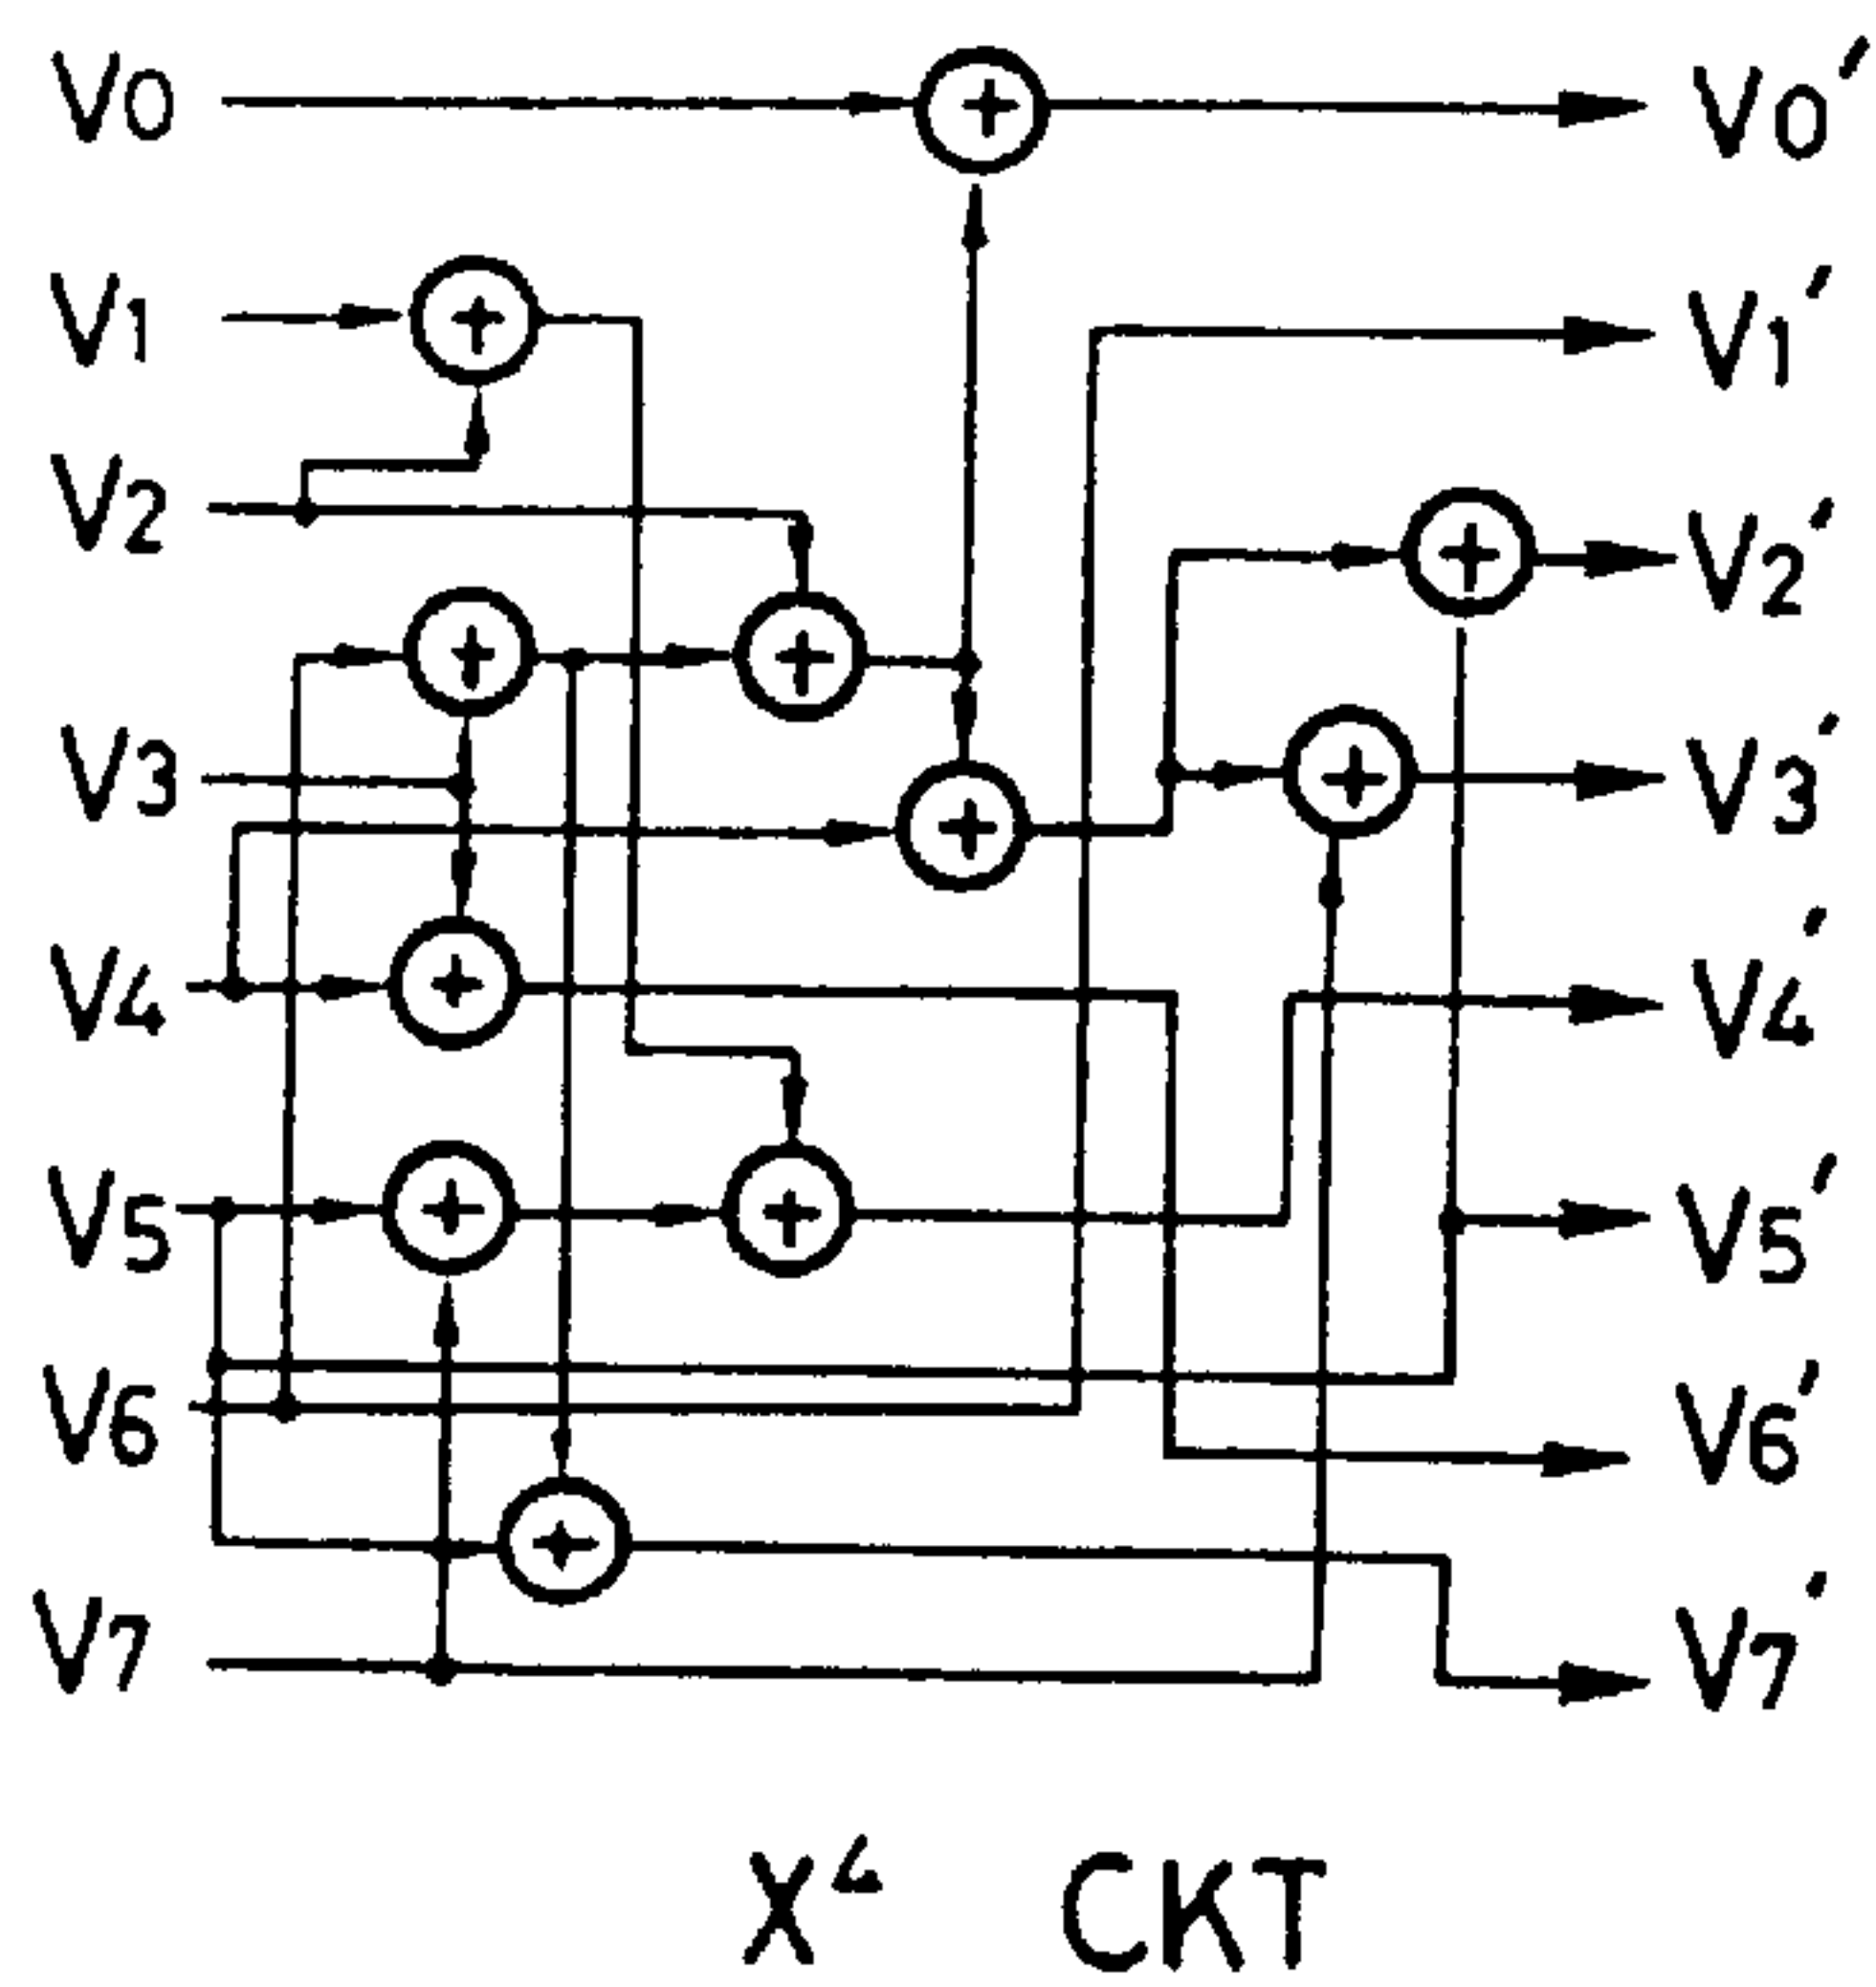 V0 V0'
V1 V1'
V2 V2'
V3 V3'
V4 V4'
V5 V5'
V6 V6'
V7 V7'
X⁴ CKT